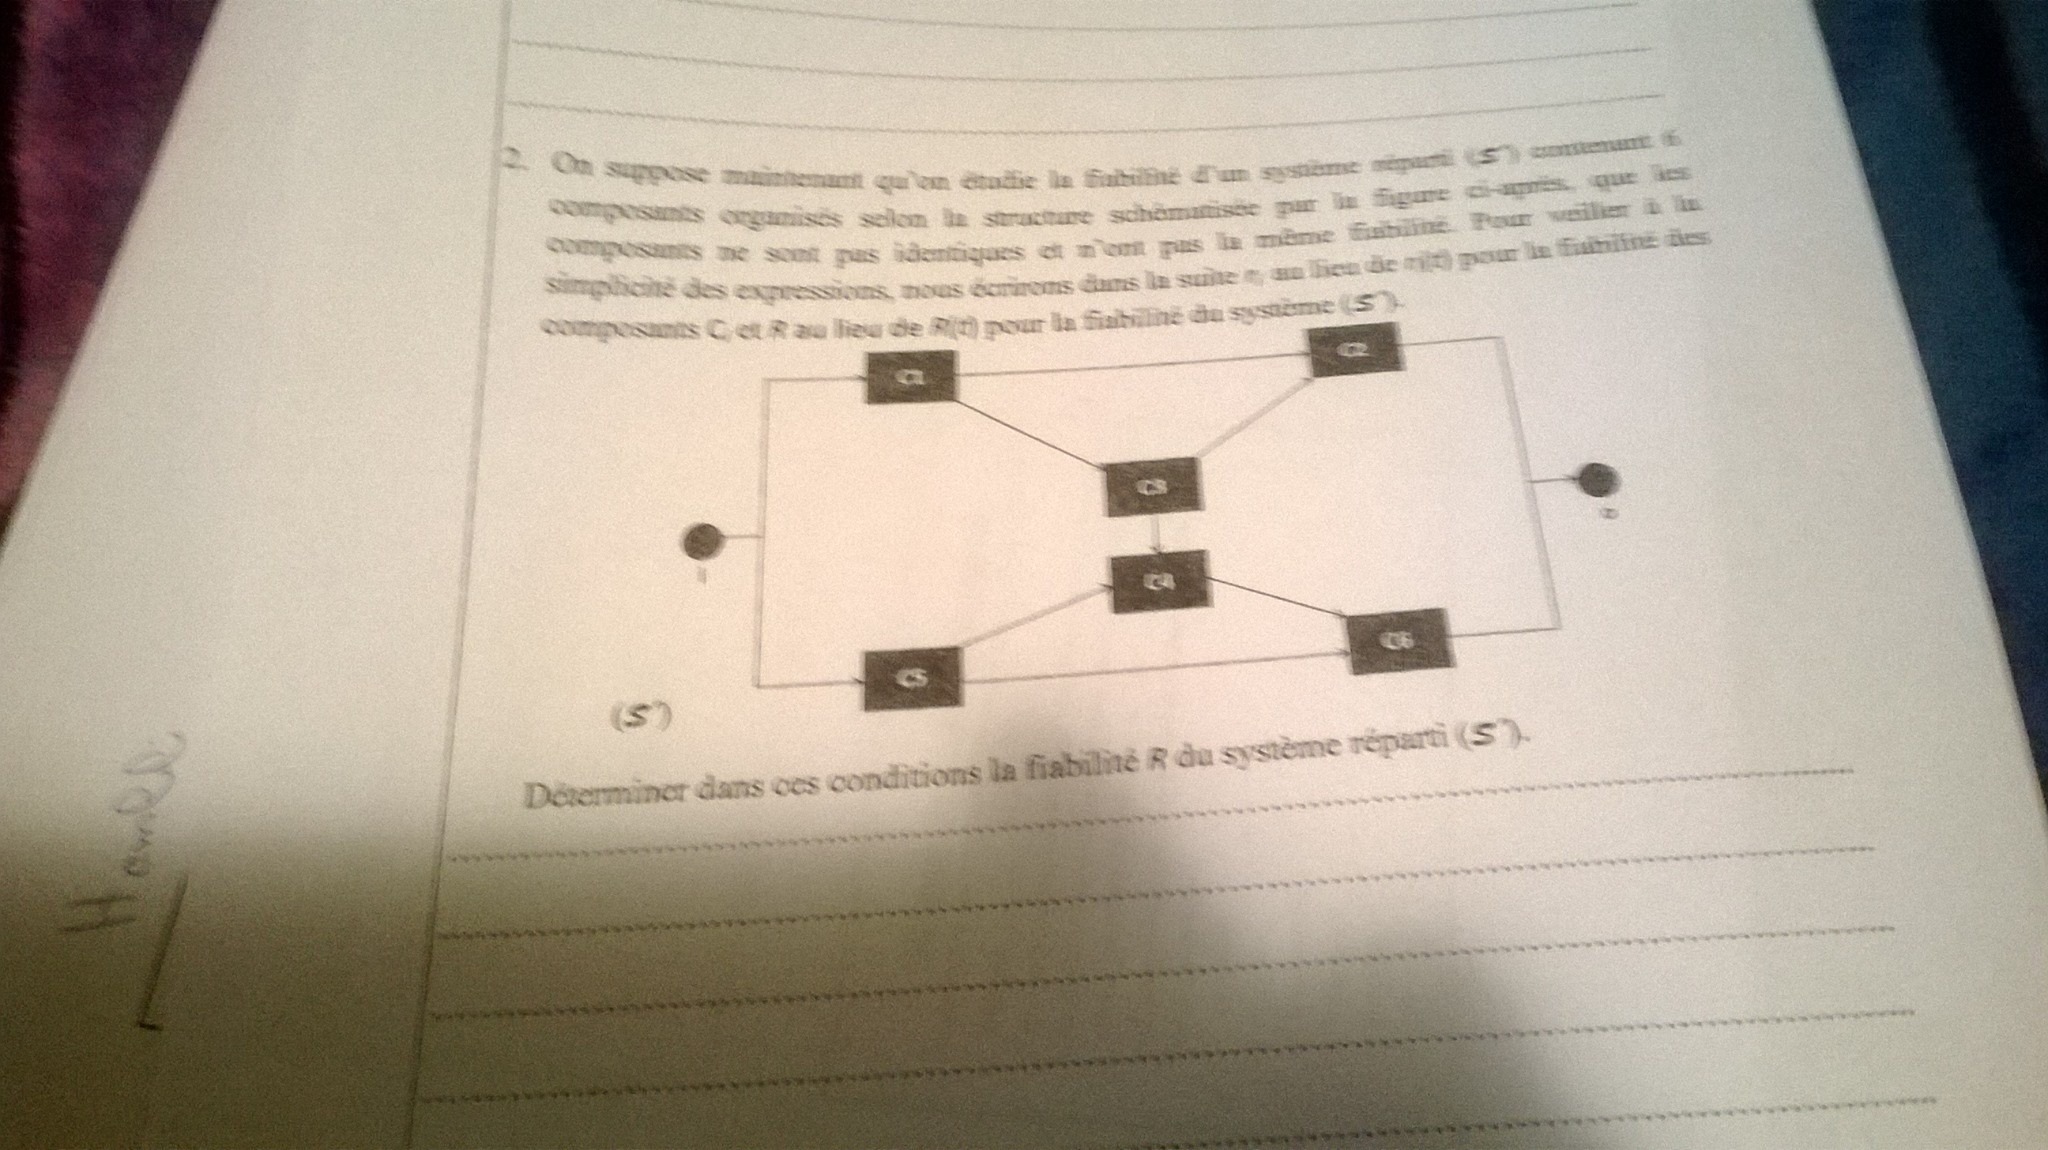 2. On suppose maintenant qu'on étudie la fiabilité d'un système réparti (S') contenant 6
composants organisés selon la structure schématisée par la figure ci-après, que les
composants ne sont pas identiques et n'ont pas la même fiabilité. Pour veiller à la
simplicité des expressions, nous écrirons dans la suite rᵢ au lieu de rᵢ(t) pour la fiabilité des
composants Cᵢ et R au lieu de R(t) pour la fiabilité du système (S').
C1
C2
C3
C4
C5
C6
(S')
Déterminer dans ces conditions la fiabilité R du système réparti (S').